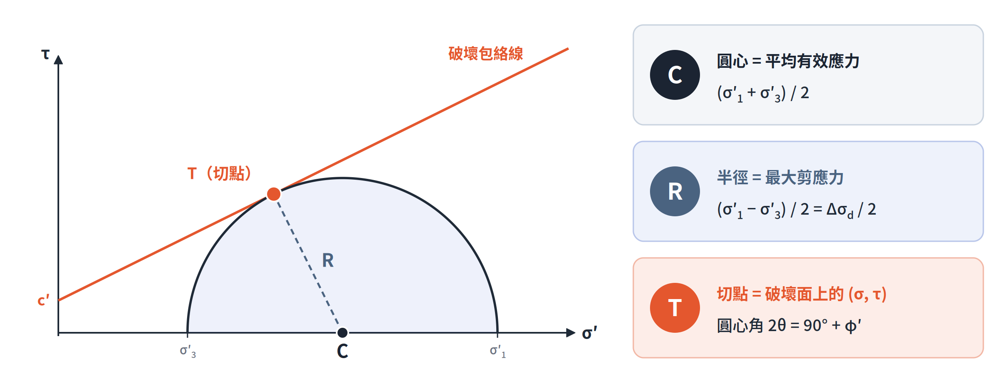 τ
破壞包絡線
T（切點）
R
c′
σ′
σ′₃
C
σ′₁
C
圓心 = 平均有效應力
(σ′₁ + σ′₃) / 2
R
半徑 = 最大剪應力
(σ′₁ − σ′₃) / 2 = Δσd / 2
T
切點 = 破壞面上的 (σ, τ)
圓心角 2θ = 90° + ϕ′